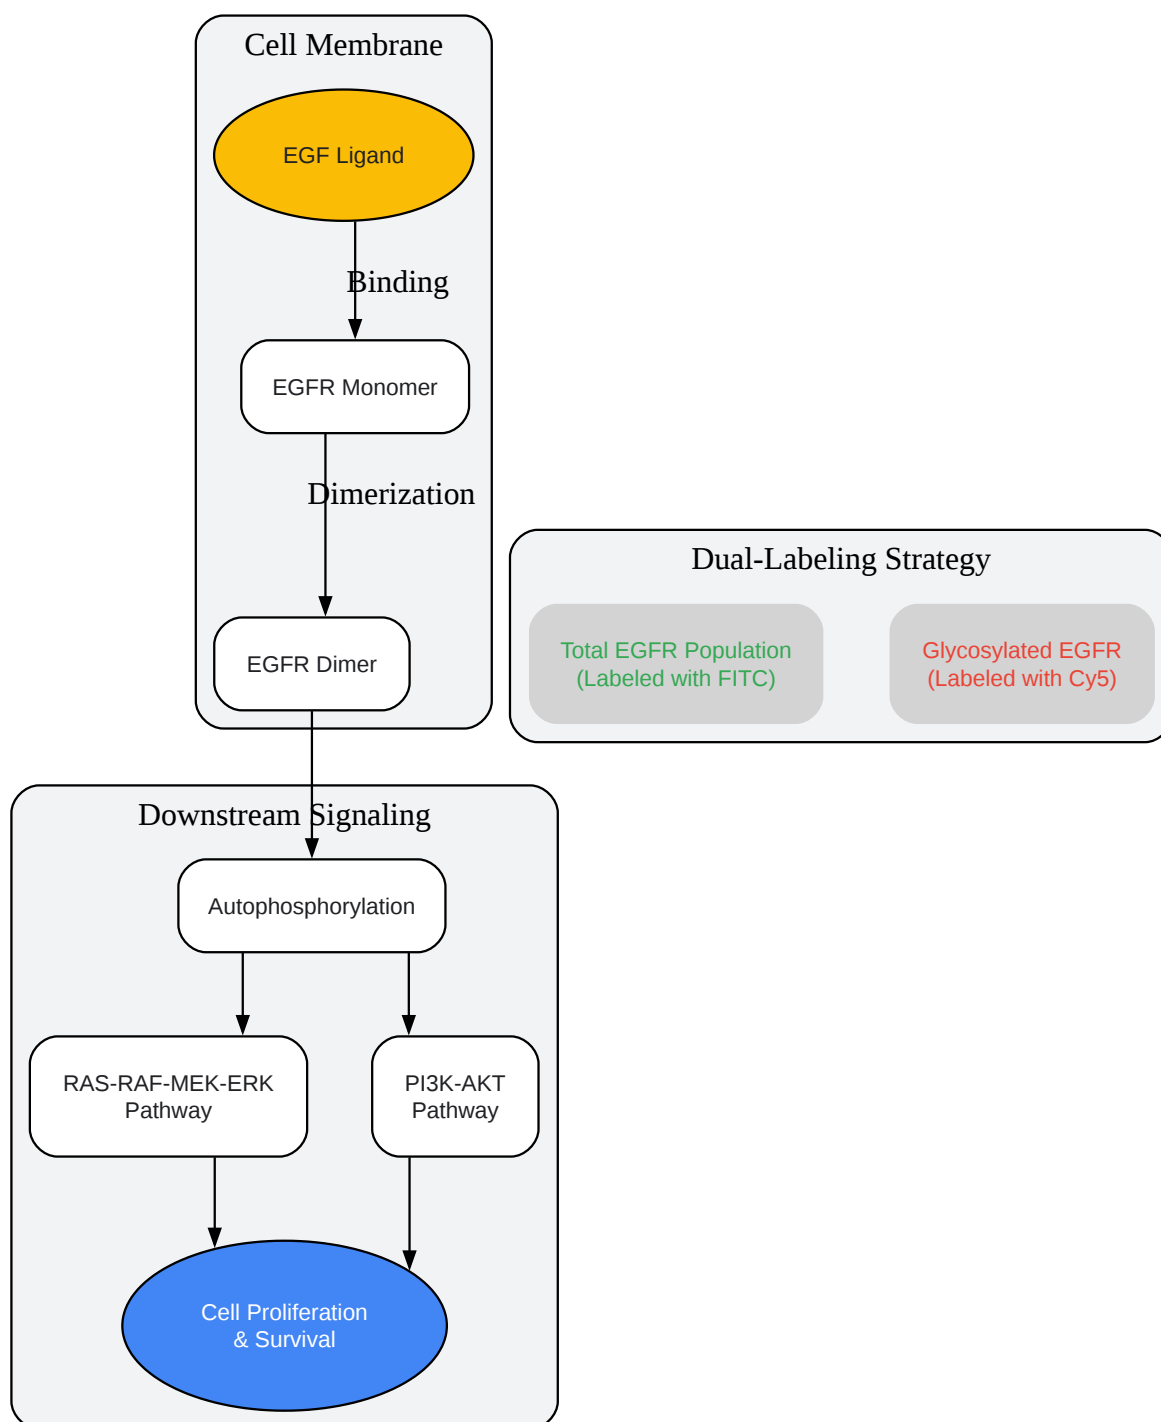 Cell Membrane
EGF Ligand
Binding
EGFR Monomer
Dimerization
EGFR Dimer
Dual-Labeling Strategy
Total EGFR Population
(Labeled with FITC)
Glycosylated EGFR
(Labeled with Cy5)
Downstream Signaling
Autophosphorylation
RAS-RAF-MEK-ERK
Pathway
PI3K-AKT
Pathway
Cell Proliferation
& Survival